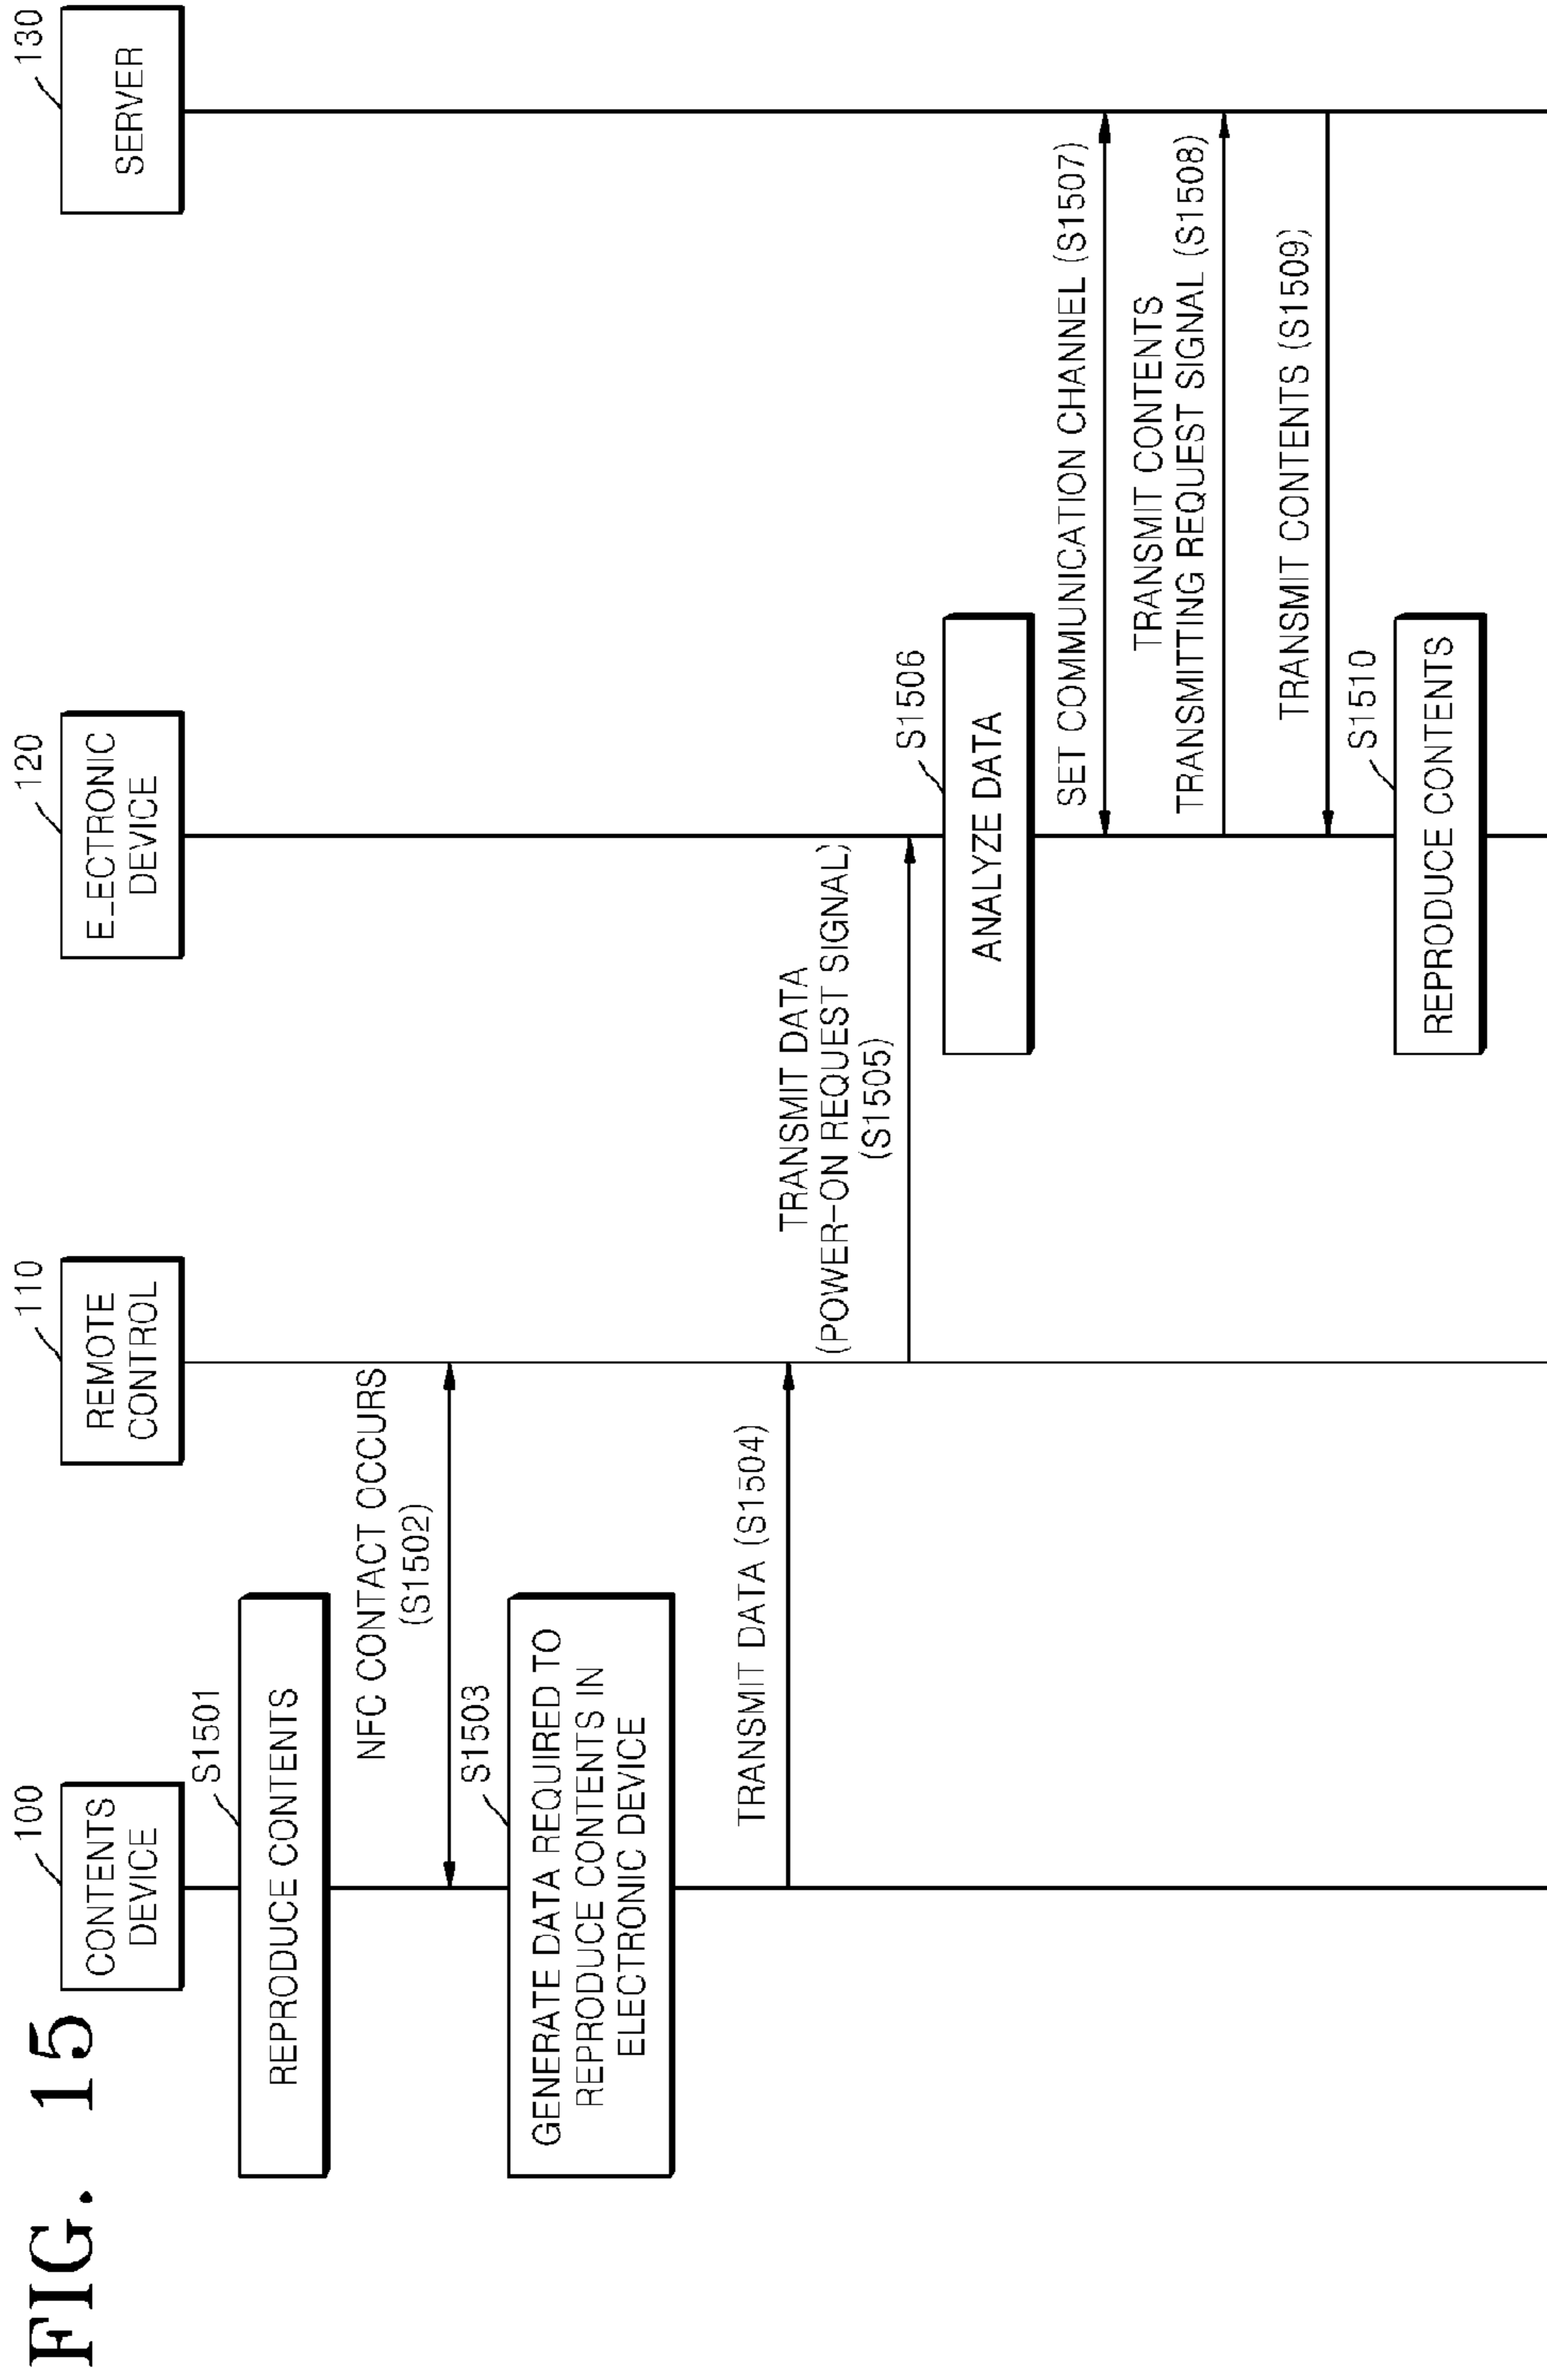 FIG. 15
100
CONTENTS
DEVICE
110
REMOTE
CONTROL
120
ELECTRONIC
DEVICE
130
SERVER
S1501
REPRODUCE CONTENTS
NFC CONTACT OCCURS
(S1502)
S1503
GENERATE DATA REQUIRED TO
REPRODUCE CONTENTS IN
ELECTRONIC DEVICE
TRANSMIT DATA (S1504)
TRANSMIT DATA
(POWER-ON REQUEST SIGNAL)
(S1505)
S1506
ANALYZE DATA
SET COMMUNICATION CHANNEL (S1507)
TRANSMIT CONTENTS
TRANSMITTING REQUEST SIGNAL (S1508)
TRANSMIT CONTENTS (S1509)
S1510
REPRODUCE CONTENTS